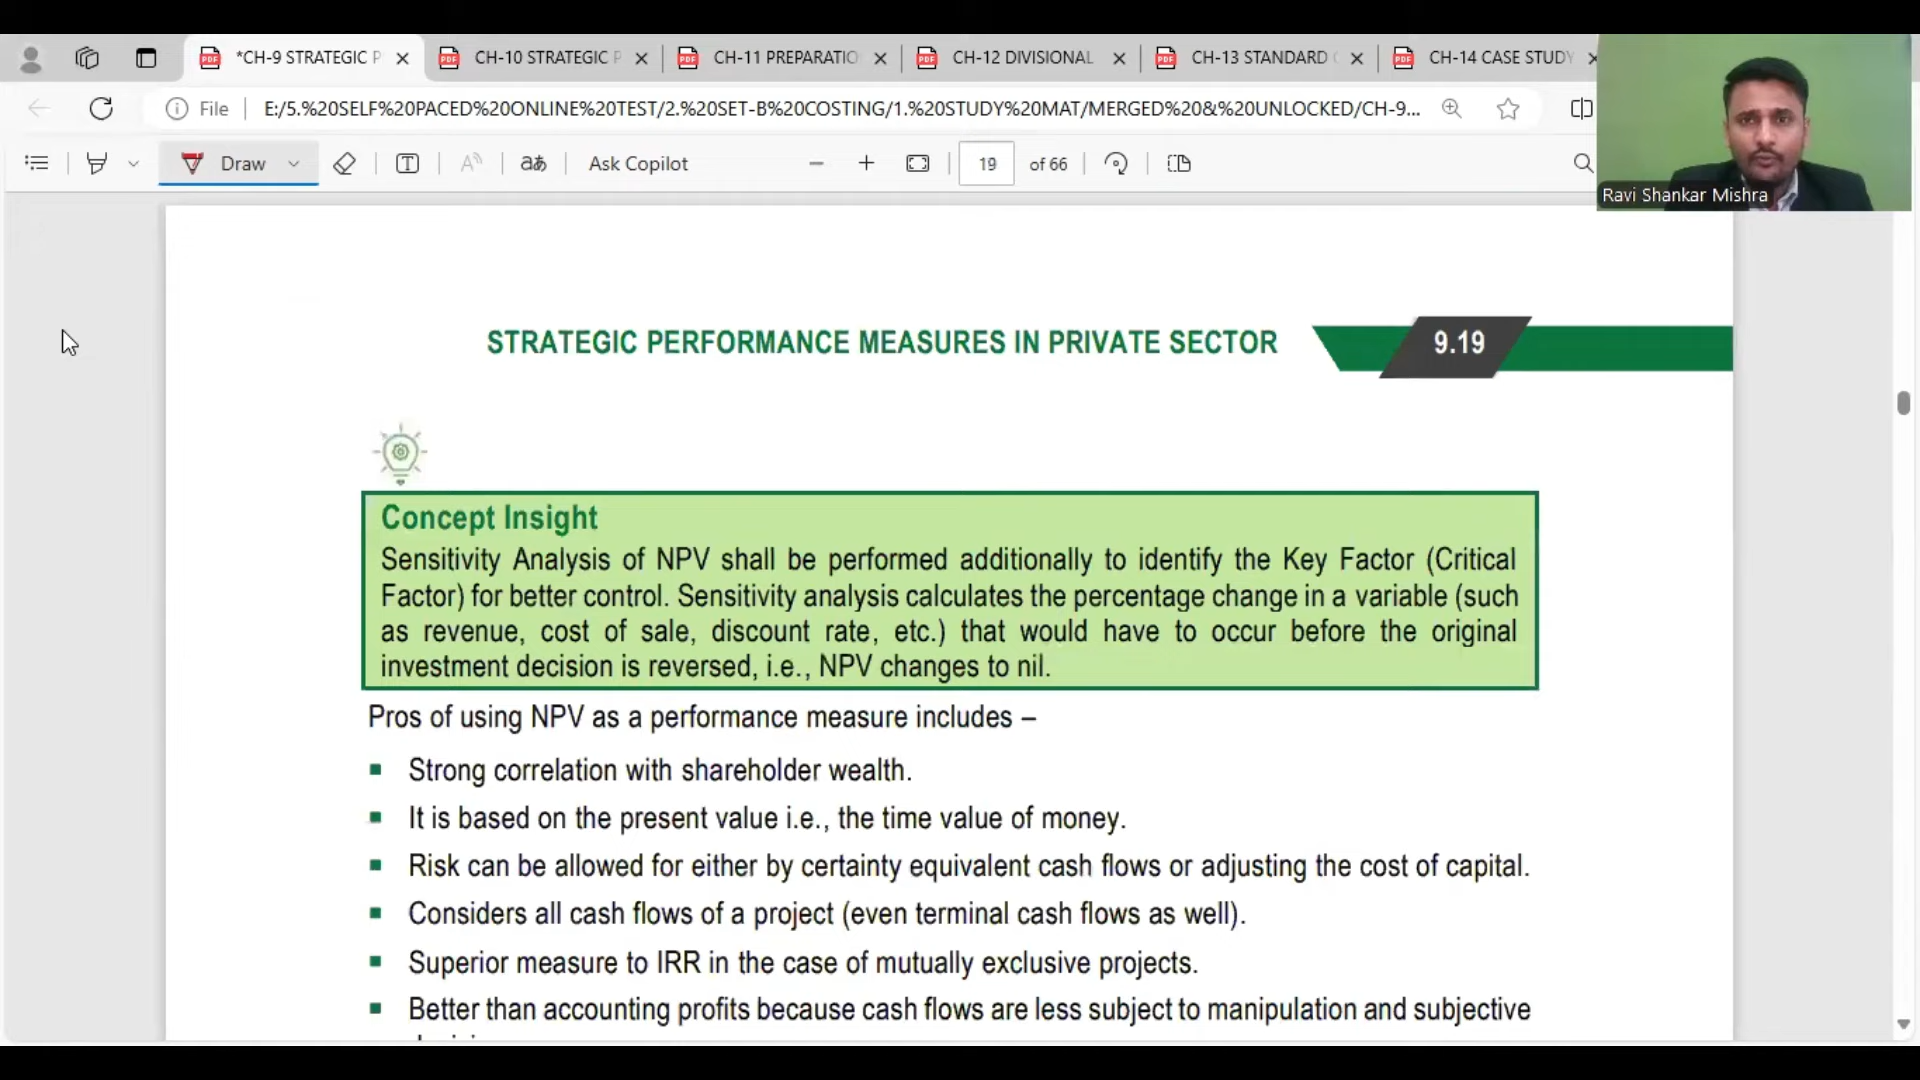 *CH-9 STRATEGIC P
CH-10 STRATEGIC P
CH-11 PREPARATIO
CH-12 DIVISIONAL
CH-13 STANDARD
CH-14 CASE STUDY
File
E:/5.%20SELF%20PACED%20ONLINE%20TEST/2.%20SET-B%20COSTING/1.%20STUDY%20MAT/MERGED%20&%20UNLOCKED/CH-9...
Draw
Ask Copilot
19 of 66
Ravi Shankar Mishra
STRATEGIC PERFORMANCE MEASURES IN PRIVATE SECTOR
9.19
Concept Insight
Sensitivity Analysis of NPV shall be performed additionally to identify the Key Factor (Critical
Factor) for better control. Sensitivity analysis calculates the percentage change in a variable (such
as revenue, cost of sale, discount rate, etc.) that would have to occur before the original
investment decision is reversed, i.e., NPV changes to nil.
Pros of using NPV as a performance measure includes –
▪ Strong correlation with shareholder wealth.
▪ It is based on the present value i.e., the time value of money.
▪ Risk can be allowed for either by certainty equivalent cash flows or adjusting the cost of capital.
▪ Considers all cash flows of a project (even terminal cash flows as well).
▪ Superior measure to IRR in the case of mutually exclusive projects.
▪ Better than accounting profits because cash flows are less subject to manipulation and subjective